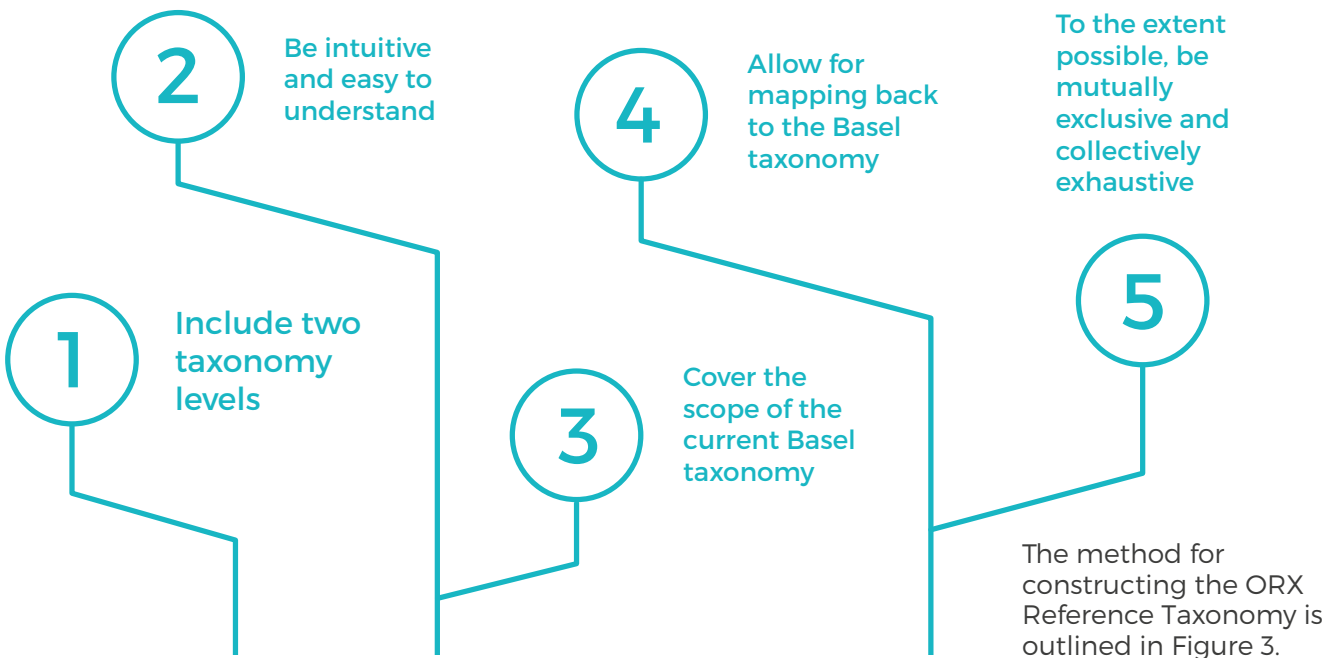 1
Include two
taxonomy
levels
2
Be intuitive
and easy to
understand
3
Cover the
scope of the
current Basel
taxonomy
4
Allow for
mapping back
to the Basel
taxonomy
5
To the extent
possible, be
mutually
exclusive and
collectively
exhaustive
The method for
constructing the ORX
Reference Taxonomy is
outlined in Figure 3.